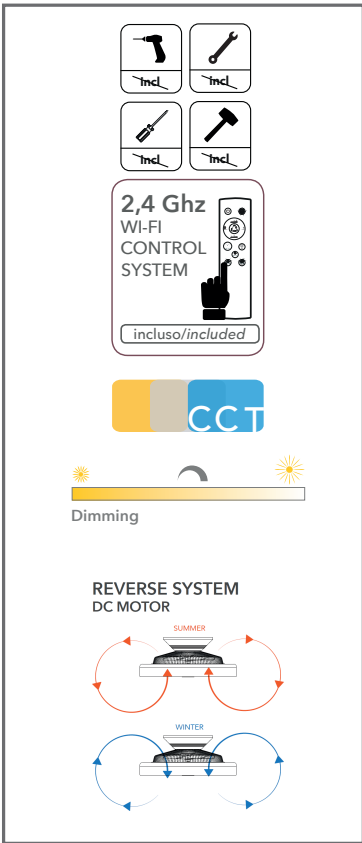 incl
incl
incl
incl
2,4 Ghz
WI-FI
CONTROL
SYSTEM
incluso/included
CCT
Dimming
REVERSE SYSTEM
DC MOTOR
SUMMER
WINTER